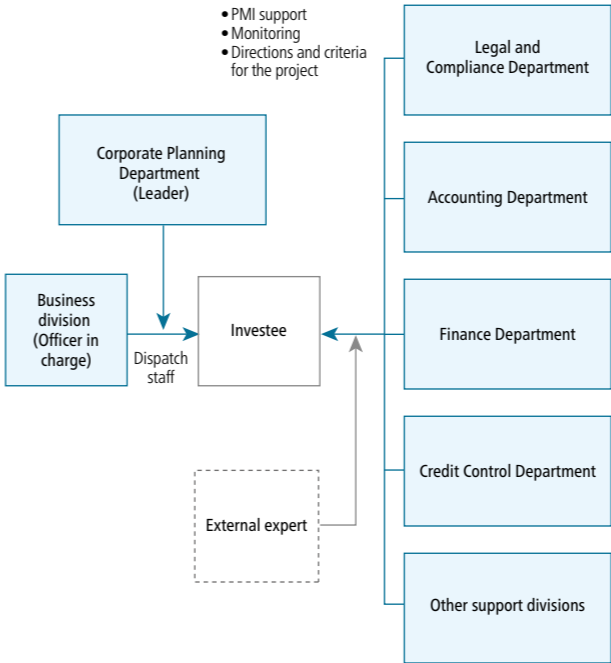 • PMI support
• Monitoring
• Directions and criteria
for the project
Legal and
Compliance Department
Corporate Planning
Department
(Leader)
Accounting Department
Business
division
(Officer in
charge)
Dispatch
staff
Investee
Finance Department
Credit Control Department
External expert
Other support divisions